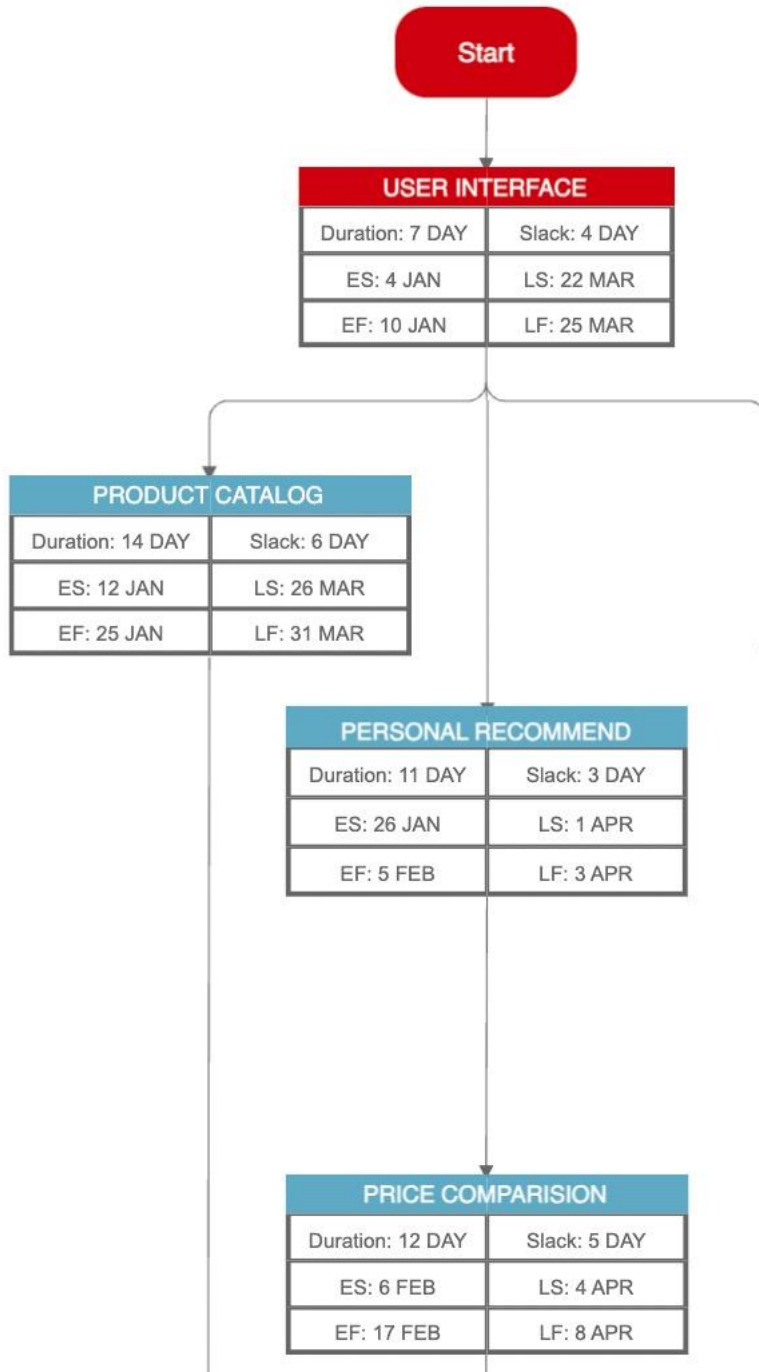 Start
USER INTERFACE
Duration: 7 DAY Slack: 4 DAY
ES: 4 JAN LS: 22 MAR
EF: 10 JAN LF: 25 MAR
PRODUCT CATALOG
Duration: 14 DAY Slack: 6 DAY
ES: 12 JAN LS: 26 MAR
EF: 25 JAN LF: 31 MAR
PERSONAL RECOMMEND
Duration: 11 DAY Slack: 3 DAY
ES: 26 JAN LS: 1 APR
EF: 5 FEB LF: 3 APR
PRICE COMPARISION
Duration: 12 DAY Slack: 5 DAY
ES: 6 FEB LS: 4 APR
EF: 17 FEB LF: 8 APR